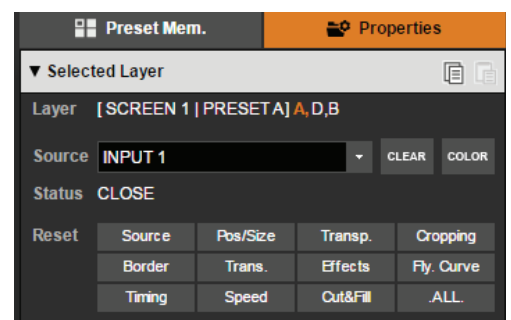 Preset Mem. Properties
▼ Selected Layer
Layer [ SCREEN 1 | PRESET A] A, D,B
Source INPUT 1 CLEAR COLOR
Status CLOSE
Reset Source Pos/Size Transp. Cropping
Border Trans. Effects Fly. Curve
Timing Speed Cut&Fill .ALL.